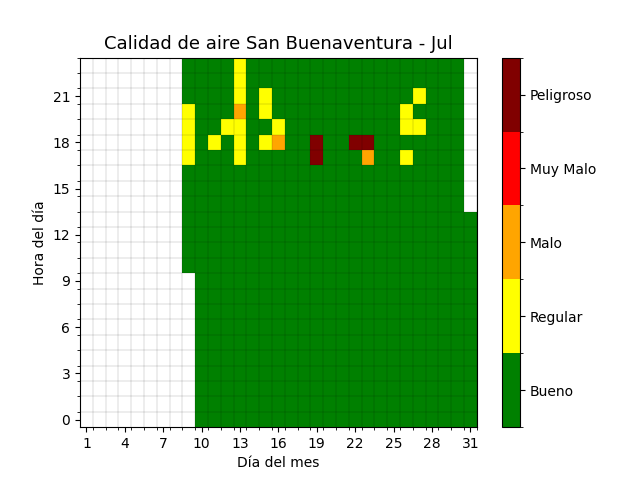 Calidad de aire San Buenaventura - Jul
Hora del día
21
18
15
12
9
6
3
0
1 4 7 10 13 16 19 22 25 28 31
Día del mes
Peligroso
Muy Malo
Malo
Regular
Bueno